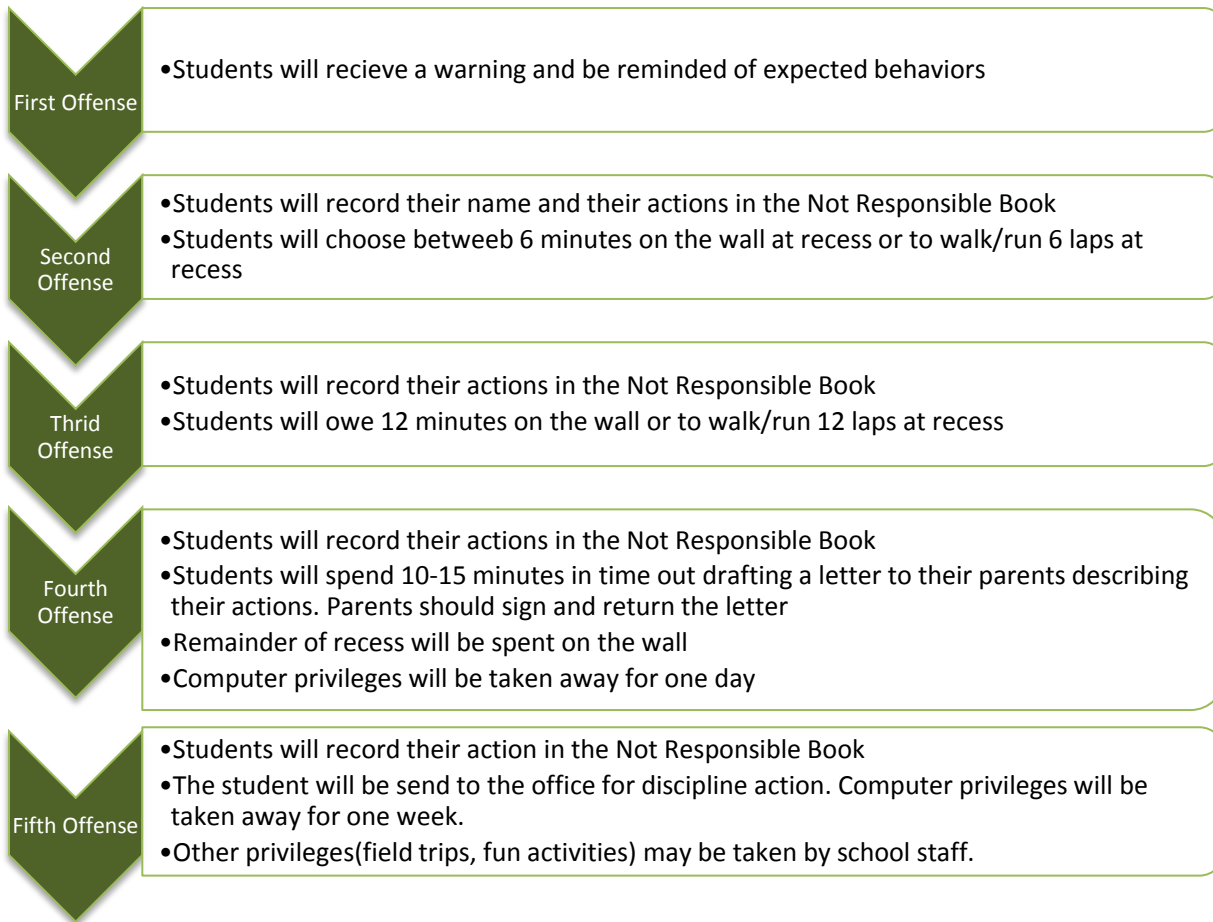 First Offense
•Students will recieve a warning and be reminded of expected behaviors
Second
Offense
•Students will record their name and their actions in the Not Responsible Book
•Students will choose betweeb 6 minutes on the wall at recess or to walk/run 6 laps at
recess
Thrid
Offense
•Students will record their actions in the Not Responsible Book
•Students will owe 12 minutes on the wall or to walk/run 12 laps at recess
Fourth
Offense
•Students will record their actions in the Not Responsible Book
•Students will spend 10-15 minutes in time out drafting a letter to their parents describing
their actions. Parents should sign and return the letter
•Remainder of recess will be spent on the wall
•Computer privileges will be taken away for one day
Fifth Offense
•Students will record their action in the Not Responsible Book
•The student will be send to the office for discipline action. Computer privileges will be
taken away for one week.
•Other privileges(field trips, fun activities) may be taken by school staff.